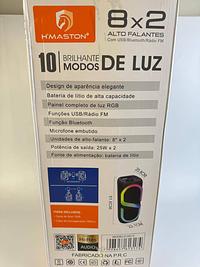 K'MASTON
8x2
ALTO FALANTES
Com USB/Bluetooth/Rádio FM
10 BRILHANTE MODOS DE LUZ
Design de aparência elegante
Bateria de lítio de alta capacidade
Painel completo de luz RGB
Funções USB/Rádio FM
Função Bluetooth
Microfone embutido
Unidades de alto-falante: 8" x 2
Potência de saída: 25W x 2
Fonte de alimentação: bateria de lítio
AUDIO
FABRICADO NA P.R.C